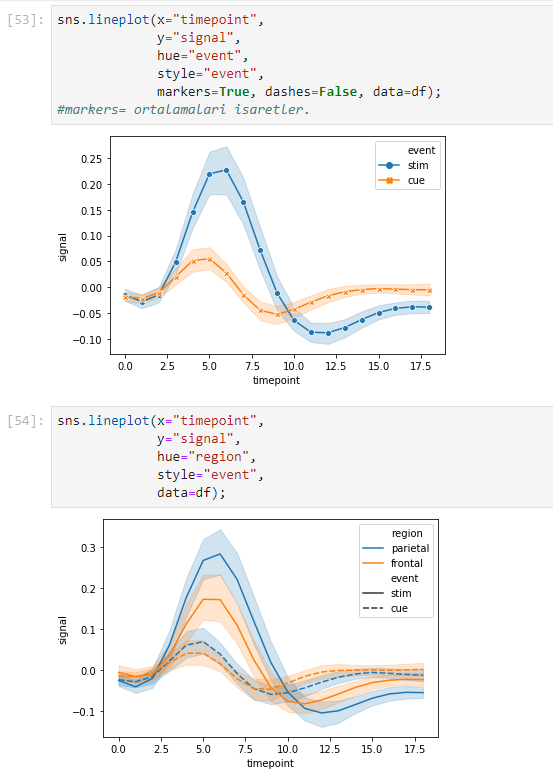 [53]: sns.lineplot(x="timepoint",
y="signal",
hue="event",
style="event",
markers=True, dashes=False, data=df);
#markers= ortalamalari isaretler.
event
stim
cue
0.25
0.20
0.15
0.10
0.05
0.00
−0.05
−0.10
signal
0.0 2.5 5.0 7.5 10.0 12.5 15.0 17.5
timepoint
[54]: sns.lineplot(x="timepoint",
y="signal",
hue="region",
style="event",
data=df);
region
parietal
frontal
event
stim
cue
0.3
0.2
0.1
0.0
−0.1
signal
0.0 2.5 5.0 7.5 10.0 12.5 15.0 17.5
timepoint